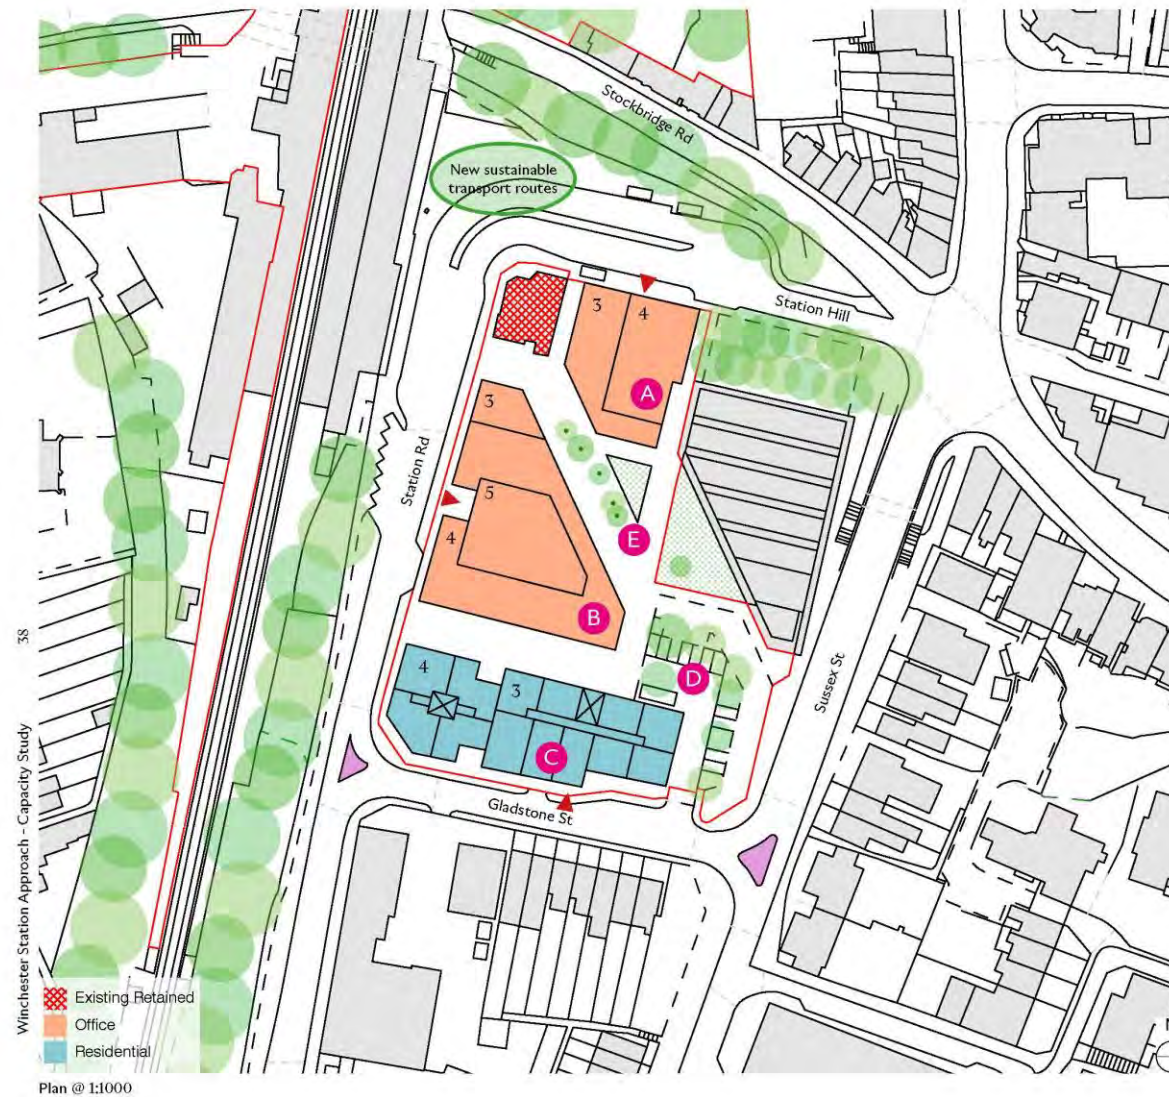 Stockbridge Rd
New sustainable
transport routes
Station Hill
3
4
A
3
Station Rd
5
E
4
B
38
4
3
D
Sussex St
C
Gladstone St
Winchester Station Approach – Capacity Study
Existing Retained
Office
Residential
Plan @ 1:1000